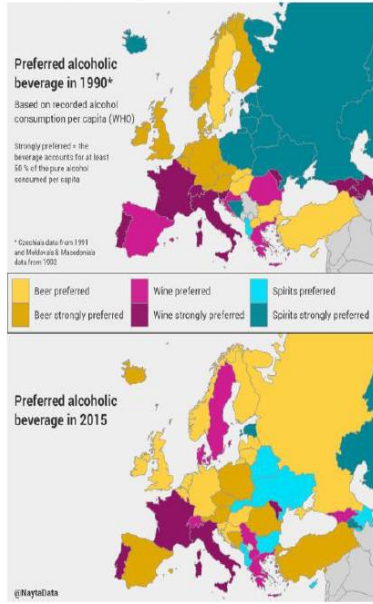 Preferred alcoholic
beverage in 1990*
Based on recorded alcohol
consumption per capita (WHO)
Strongly preferred = the
beverage accounts for at least
50 % of the pure alcohol
consumed per capita
* Czechia's data from 1991
and Moldova's & Macedonia's
data from 1992
Beer preferred
Wine preferred
Spirits preferred
Beer strongly preferred
Wine strongly preferred
Spirits strongly preferred
Preferred alcoholic
beverage in 2015
@NaytaData